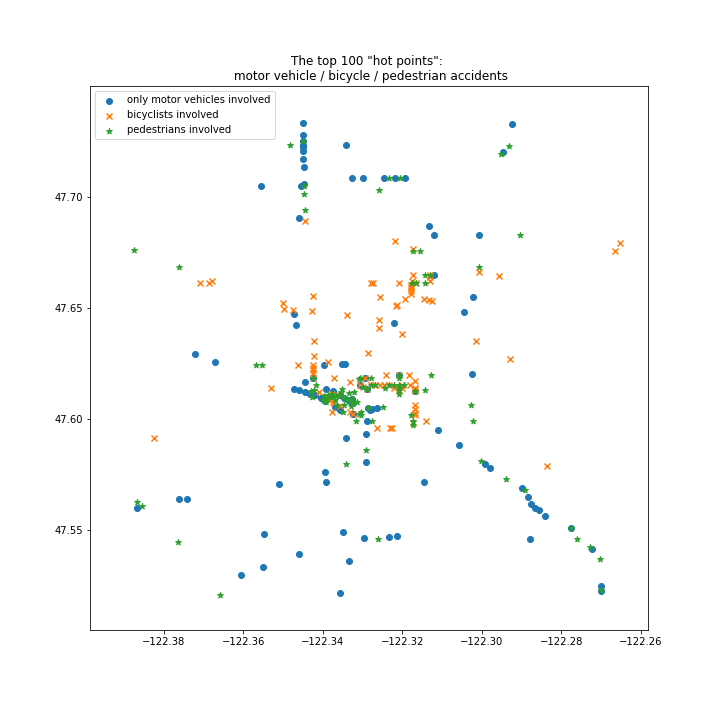 The top 100 "hot points":
motor vehicle / bicycle / pedestrian accidents
only motor vehicles involved
bicyclists involved
pedestrians involved
47.70
47.65
47.60
47.55
−122.38
−122.36
−122.34
−122.32
−122.30
−122.28
−122.26